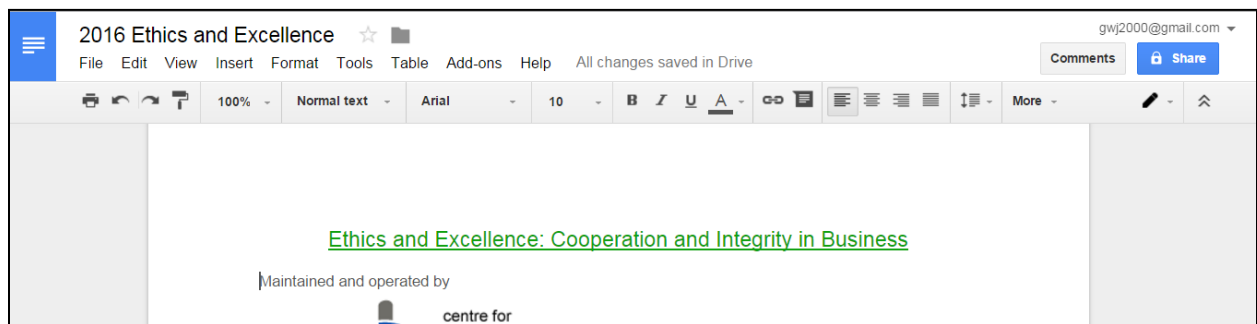 2016 Ethics and Excellence
gwj2000@gmail.com
File Edit View Insert Format Tools Table Add-ons Help All changes saved in Drive
Comments Share
100% Normal text Arial 10 B I U A More
Ethics and Excellence: Cooperation and Integrity in Business
Maintained and operated by
centre for